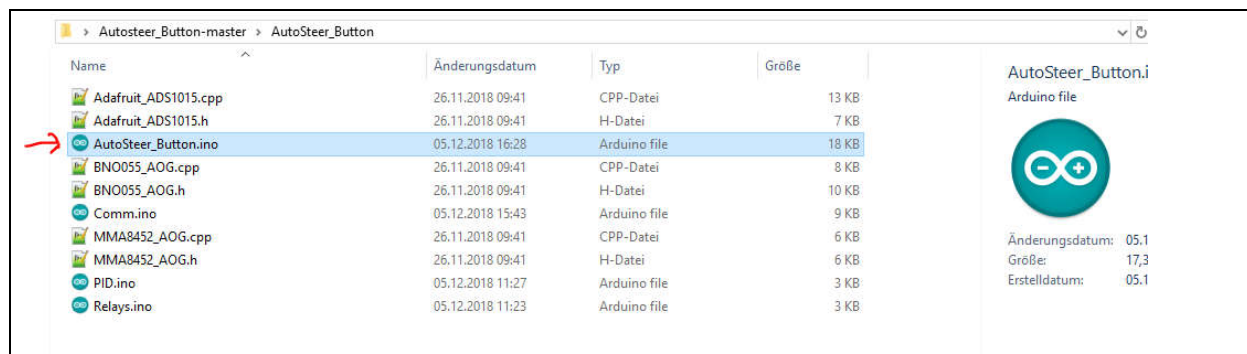 > Autosteer_Button-master > AutoSteer_Button
Name Änderungsdatum Typ Größe
Adafruit_ADS1015.cpp 26.11.2018 09:41 CPP-Datei 13 KB
Adafruit_ADS1015.h 26.11.2018 09:41 H-Datei 7 KB
AutoSteer_Button.ino 05.12.2018 16:28 Arduino file 18 KB
BNO055_AOG.cpp 26.11.2018 09:41 CPP-Datei 8 KB
BNO055_AOG.h 26.11.2018 09:41 H-Datei 10 KB
Comm.ino 05.12.2018 15:43 Arduino file 9 KB
MMA8452_AOG.cpp 26.11.2018 09:41 CPP-Datei 6 KB
MMA8452_AOG.h 26.11.2018 09:41 H-Datei 6 KB
PID.ino 05.12.2018 11:27 Arduino file 3 KB
Relays.ino 05.12.2018 11:23 Arduino file 3 KB
AutoSteer_Button.i
Arduino file
Änderungsdatum: 05.1
Größe: 17,3
Erstelldatum: 05.1